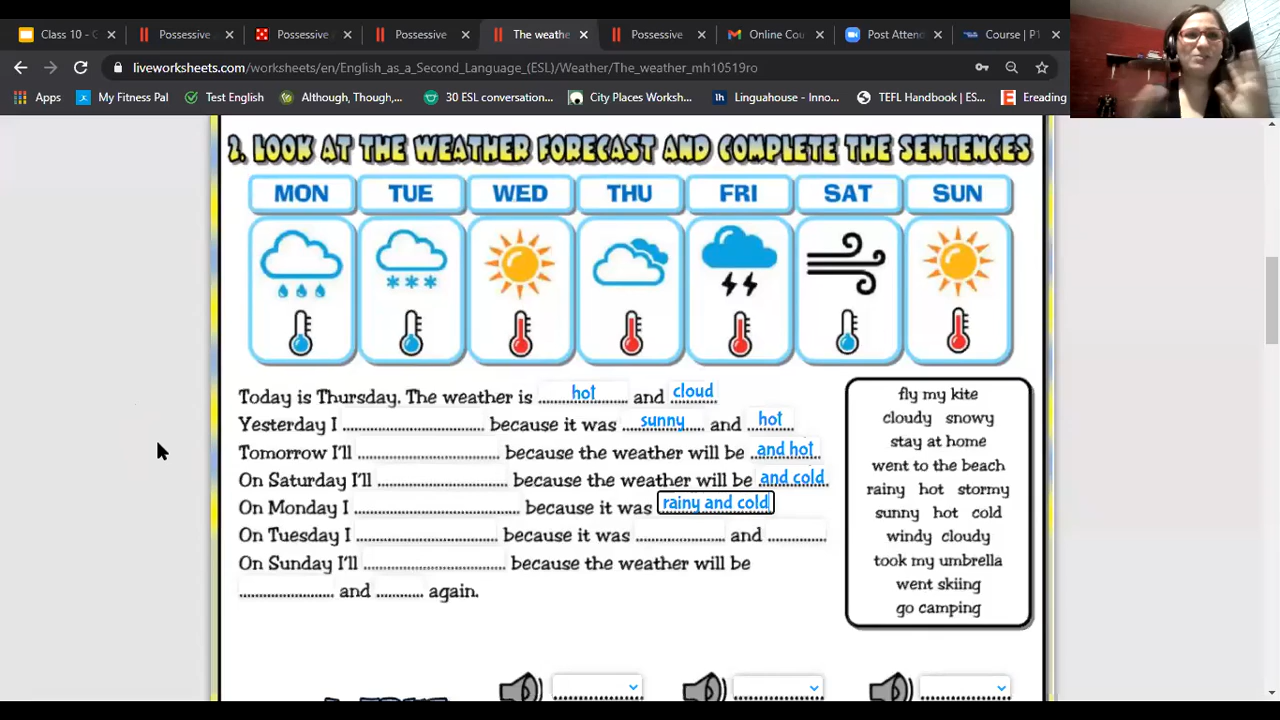 Class 10 - G
Possessive
Possessive
Possessive
The weathe
Possessive
Online Cou
Post Attend
Course | P1
liveworksheets.com/worksheets/en/English_as_a_Second_Language_(ESL)/Weather/The_weather_mh10519ro
Apps
My Fitness Pal
Test English
Although, Though,...
30 ESL conversation...
City Places Worksh...
lh Linguahouse - Inno...
TEFL Handbook | ES...
E Ereading
2. LOOK AT THE WEATHER FORECAST AND COMPLETE THE SENTENCES
MON TUE WED THU FRI SAT SUN
Today is Thursday. The weather is hot and cloud
Yesterday I .................... because it was sunny and hot
Tomorrow I'll .................... because the weather will be and hot
On Saturday I'll .................... because the weather will be and cold
On Monday I .................... because it was rainy and cold
On Tuesday I .................... because it was .................... and ..............
On Sunday I'll .................... because the weather will be
.................... and ............ again.
fly my kite
cloudy snowy
stay at home
went to the beach
rainy hot stormy
sunny hot cold
windy cloudy
took my umbrella
went skiing
go camping